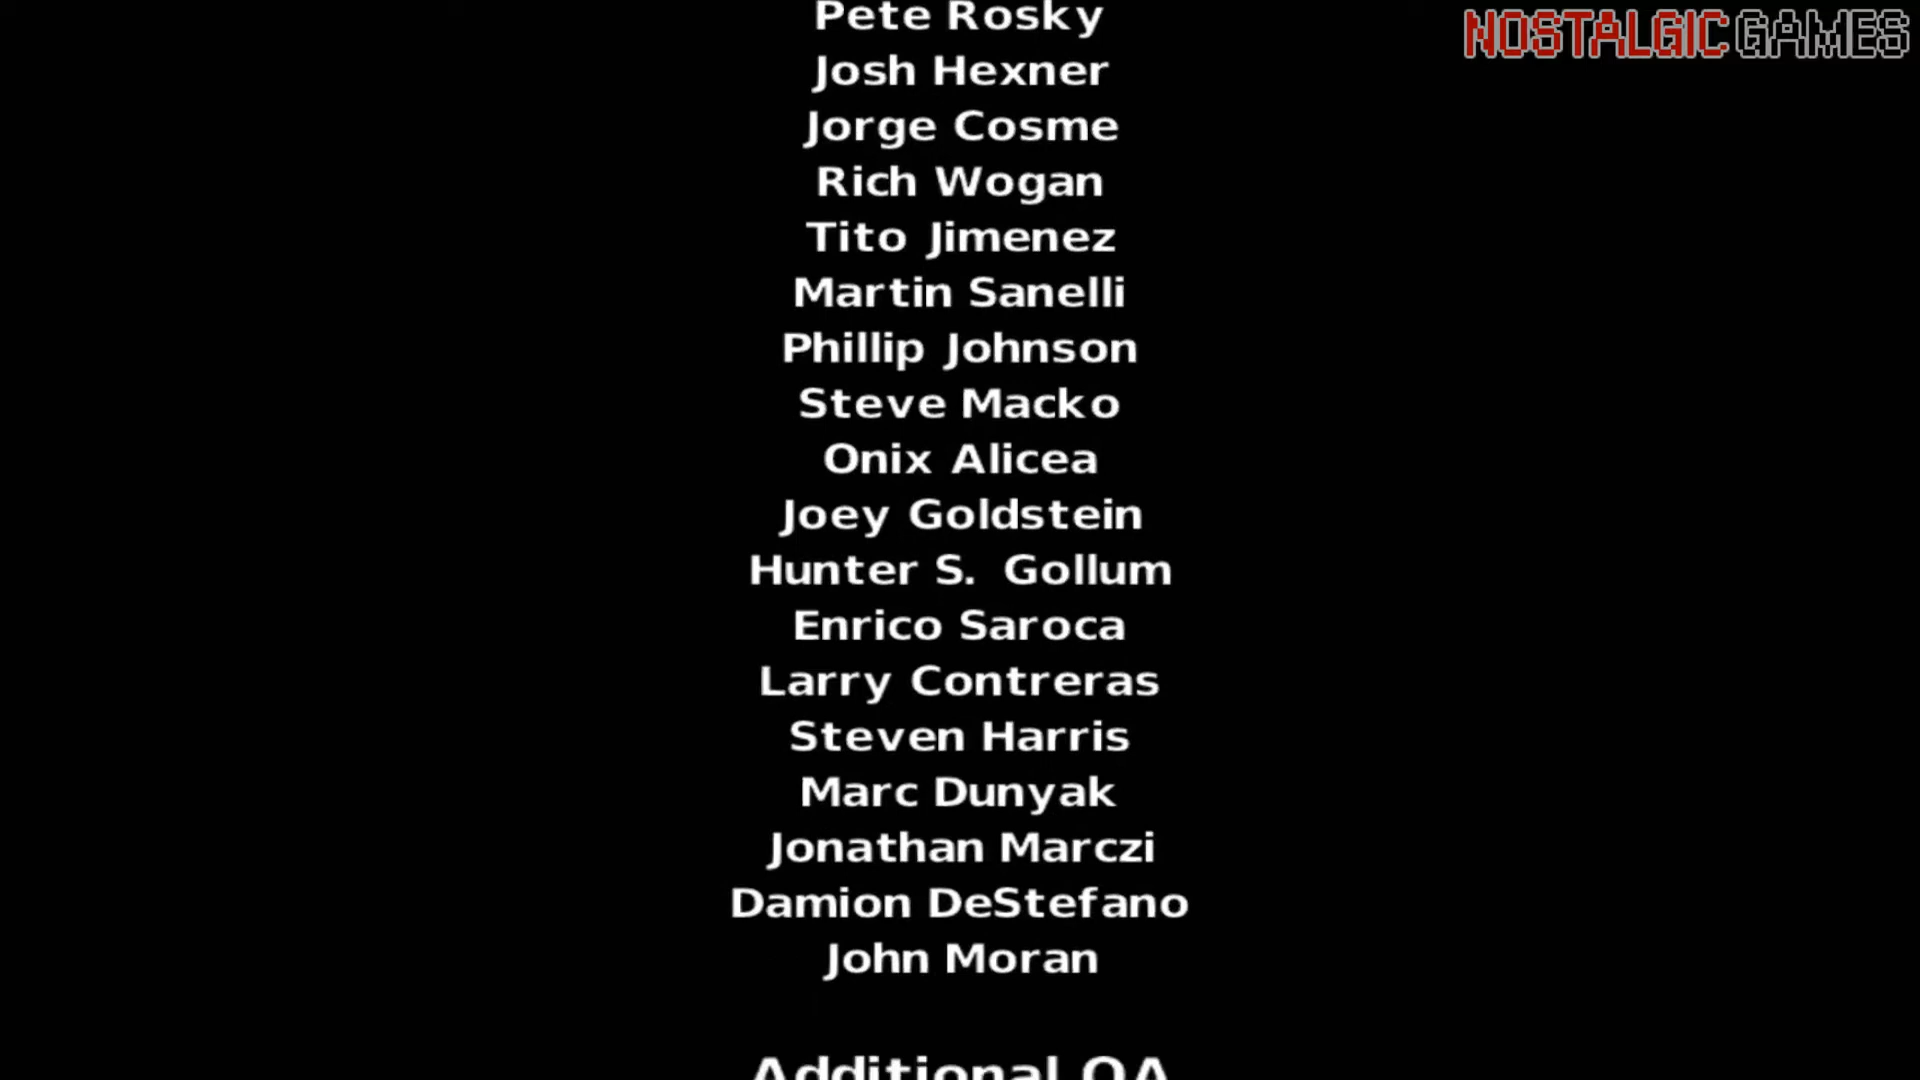 Pete Rosky
NOSTALGIC GAMES
Josh Hexner
Jorge Cosme
Rich Wogan
Tito Jimenez
Martin Sanelli
Phillip Johnson
Steve Macko
Onix Alicea
Joey Goldstein
Hunter S. Gollum
Enrico Saroca
Larry Contreras
Steven Harris
Marc Dunyak
Jonathan Marczi
Damion DeStefano
John Moran
Additional QA